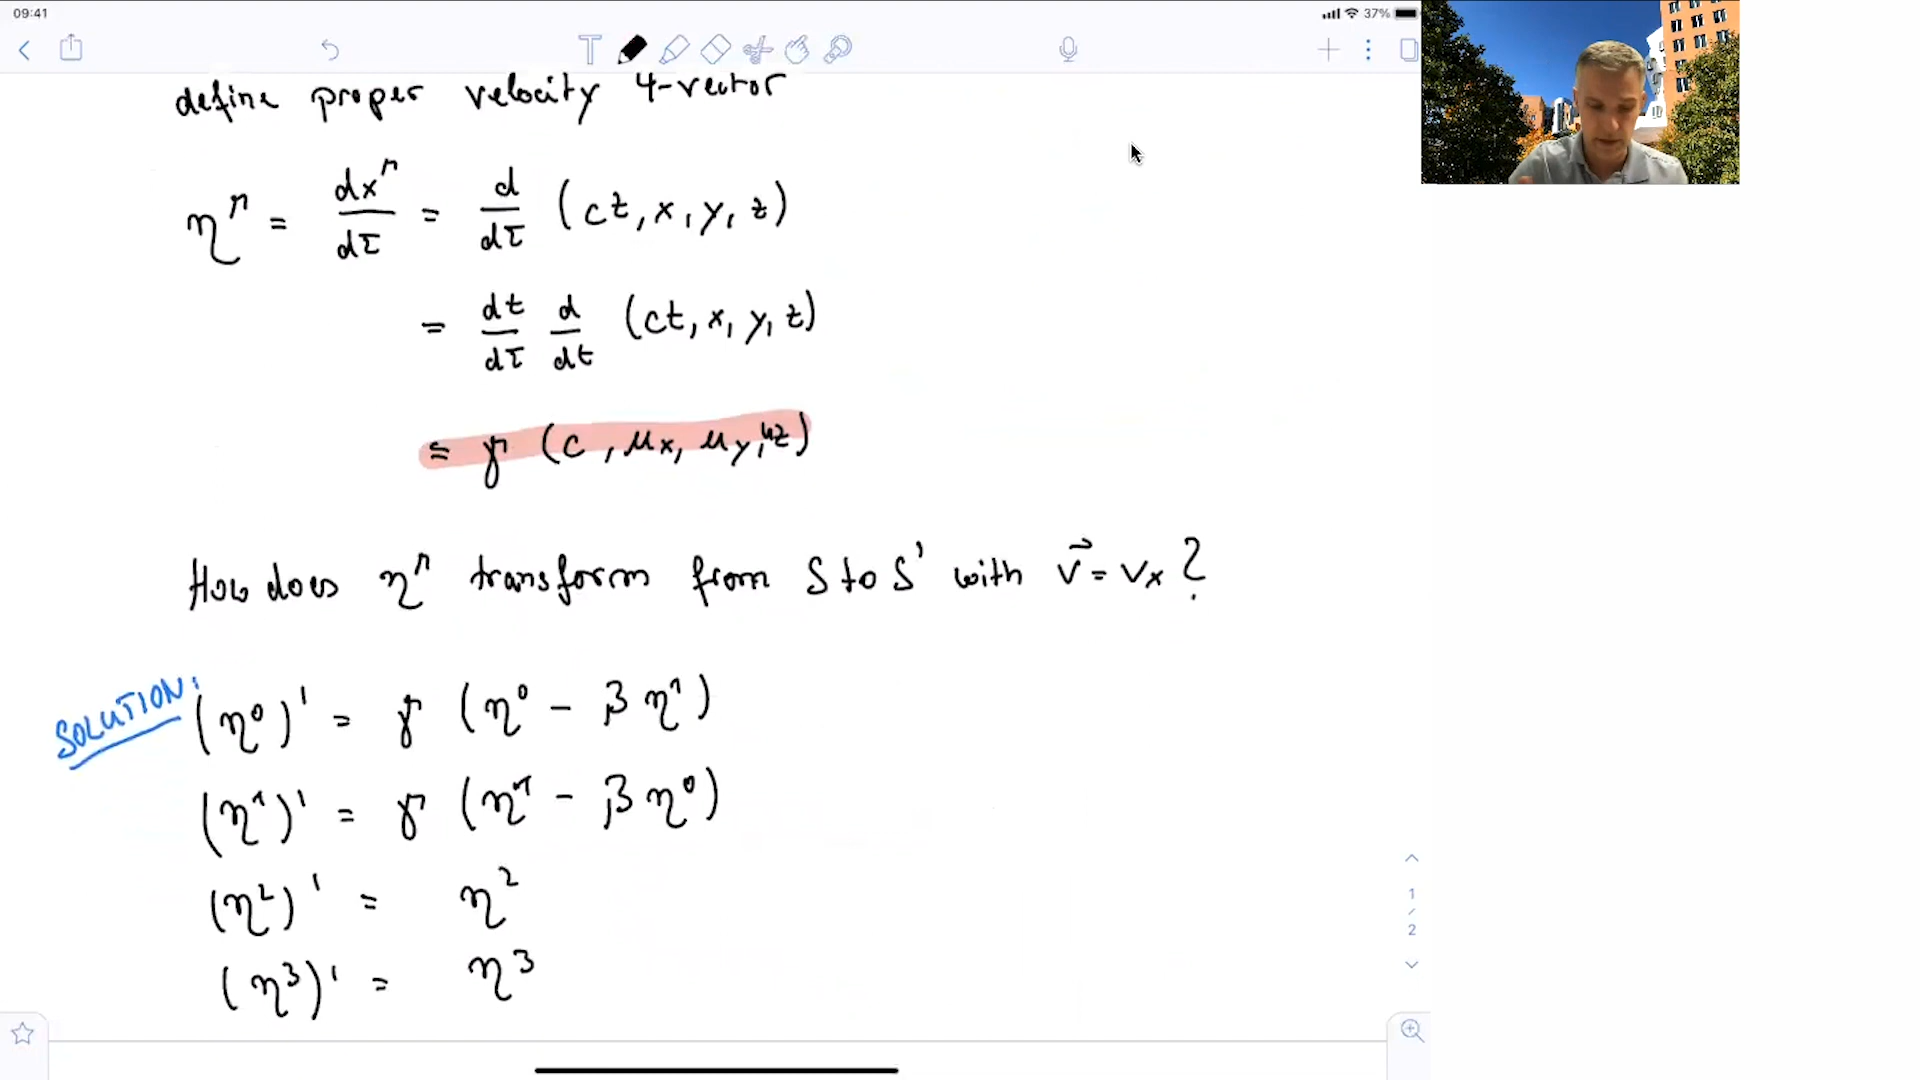 09:41
37%
define proper velocity 4-vector
η^μ = dx^μ/dτ = d/dτ (ct, x, y, z)
= dt/dτ d/dt (ct, x, y, z)
= γ (c, u_x, u_y, u_z)
How does η^μ transform from S to S' with v⃗ = v_x ?
SOLUTION:
(η^0)' = γ (η^0 - β η^1)
(η^1)' = γ (η^1 - β η^0)
(η^2)' = η^2
(η^3)' = η^3
1
/
2